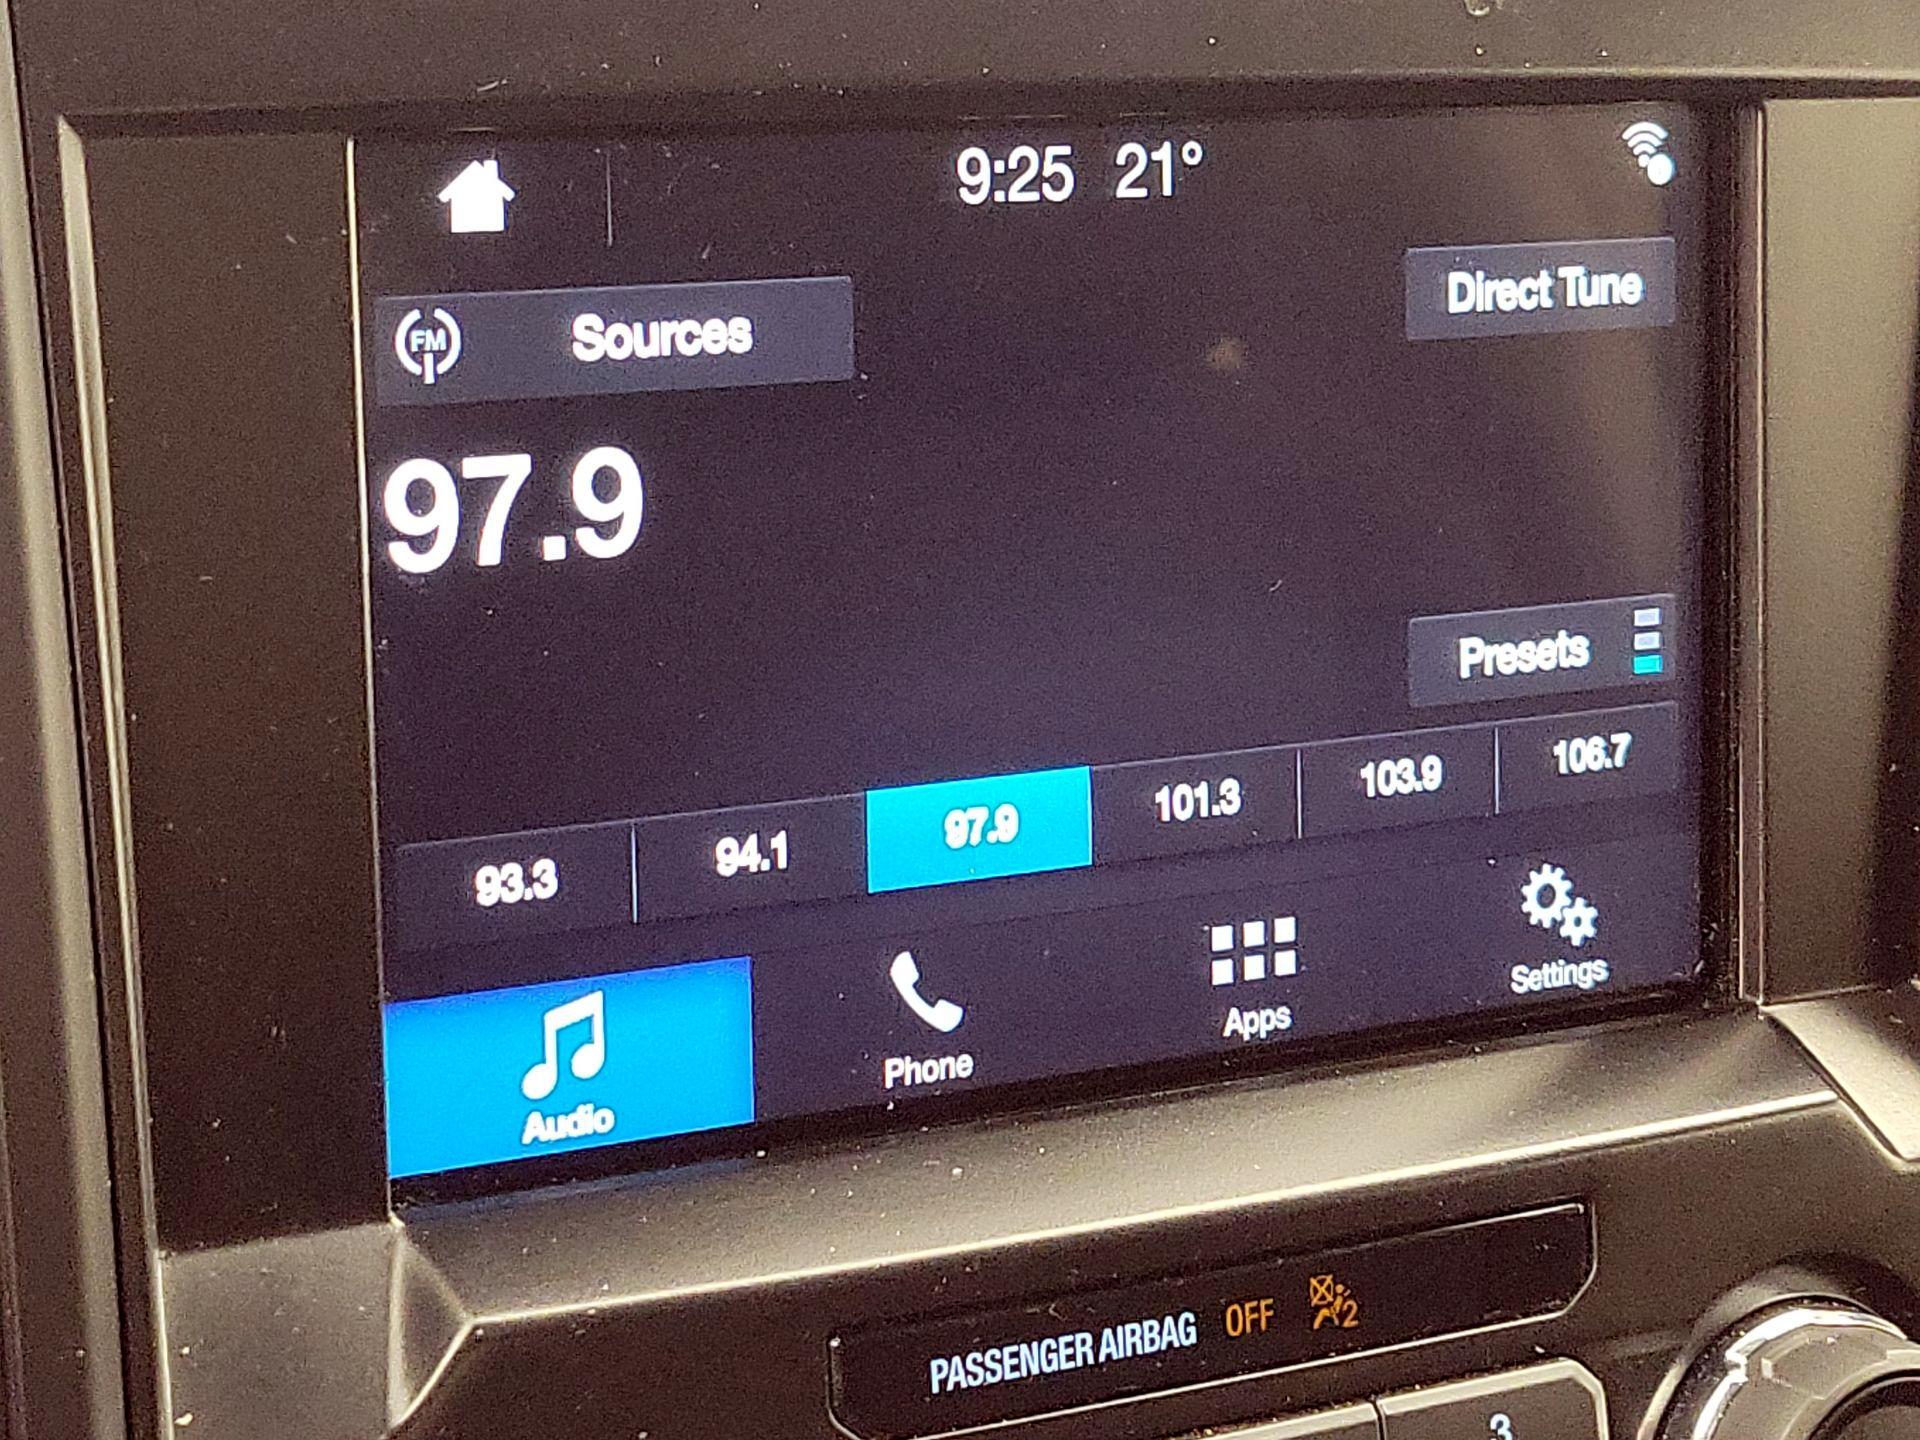 9:25 21°
Direct Tune
FM Sources
97.9
Presets
93.3 94.1 97.9 101.3 103.9 106.7
Audio Phone Apps Settings
PASSENGER AIRBAG OFF 2
3